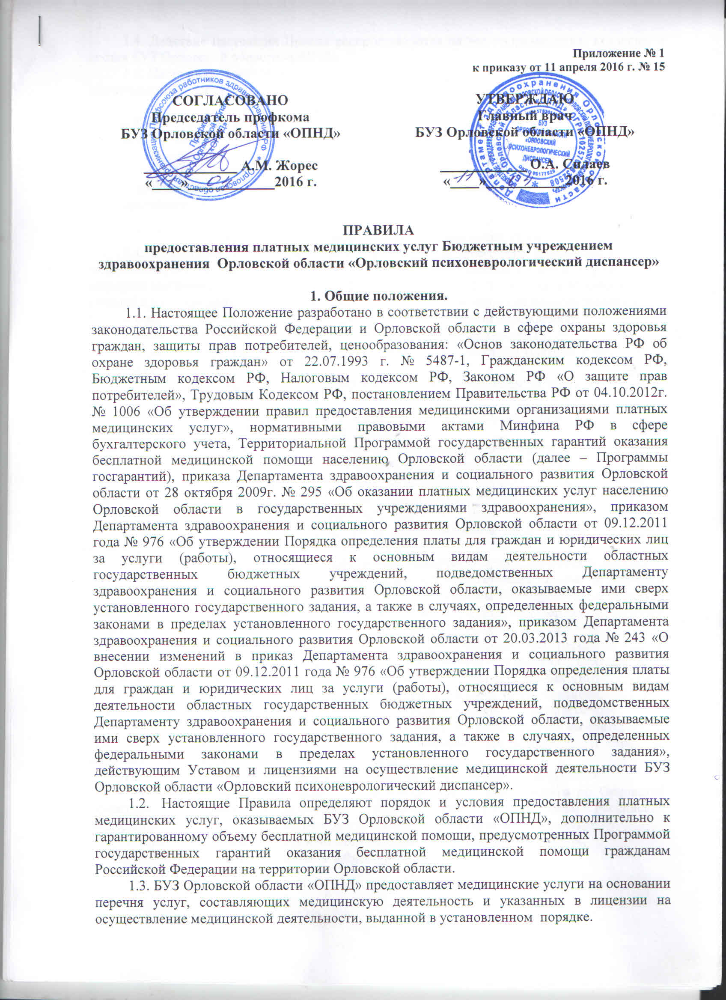 Приложение № 1
к приказу от 11 апреля 2016 г. № 15
СОГЛАСОВАНО
Председатель профкома
БУЗ Орловской области «ОПНД»
А.М. Жорес
«11» 04 2016 г.
УТВЕРЖДАЮ
Главный врач
БУЗ Орловской области «ОПНД»
О.А. Силаев
«11» 04 2016 г.
ПРАВИЛА
предоставления платных медицинских услуг Бюджетным учреждением
здравоохранения Орловской области «Орловский психоневрологический диспансер»
1. Общие положения.
1.1. Настоящее Положение разработано в соответствии с действующими положениями
законодательства Российской Федерации и Орловской области в сфере охраны здоровья
граждан, защиты прав потребителей, ценообразования: «Основ законодательства РФ об
охране здоровья граждан» от 22.07.1993 г. № 5487-1, Гражданским кодексом РФ,
Бюджетным кодексом РФ, Налоговым кодексом РФ, Законом РФ «О защите прав
потребителей», Трудовым Кодексом РФ, постановлением Правительства РФ от 04.10.2012г.
№ 1006 «Об утверждении правил предоставления медицинскими организациями платных
медицинских услуг», нормативными правовыми актами Минфина РФ в сфере
бухгалтерского учета, Территориальной Программой государственных гарантий оказания
бесплатной медицинской помощи населению Орловской области (далее – Программы
госгарантий), приказа Департамента здравоохранения и социального развития Орловской
области от 28 октября 2009г. № 295 «Об оказании платных медицинских услуг населению
Орловской области в государственных учреждениями здравоохранения», приказом
Департамента здравоохранения и социального развития Орловской области от 09.12.2011
года № 976 «Об утверждении Порядка определения платы для граждан и юридических лиц
за услуги (работы), относящиеся к основным видам деятельности областных
государственных бюджетных учреждений, подведомственных Департаменту
здравоохранения и социального развития Орловской области, оказываемые ими сверх
установленного государственного задания, а также в случаях, определенных федеральными
законами в пределах установленного государственного задания», приказом Департамента
здравоохранения и социального развития Орловской области от 20.03.2013 года № 243 «О
внесении изменений в приказ Департамента здравоохранения и социального развития
Орловской области от 09.12.2011 года № 976 «Об утверждении Порядка определения платы
для граждан и юридических лиц за услуги (работы), относящиеся к основным видам
деятельности областных государственных бюджетных учреждений, подведомственных
Департаменту здравоохранения и социального развития Орловской области, оказываемые
ими сверх установленного государственного задания, а также в случаях, определенных
федеральными законами в пределах установленного государственного задания»,
действующим Уставом и лицензиями на осуществление медицинской деятельности БУЗ
Орловской области «Орловский психоневрологический диспансер».
1.2. Настоящие Правила определяют порядок и условия предоставления платных
медицинских услуг, оказываемых БУЗ Орловской области «ОПНД», дополнительно к
гарантированному объему бесплатной медицинской помощи, предусмотренных Программой
государственных гарантий оказания бесплатной медицинской помощи гражданам
Российской Федерации на территории Орловской области.
1.3. БУЗ Орловской области «ОПНД» предоставляет медицинские услуги на основании
перечня услуг, составляющих медицинскую деятельность и указанных в лицензии на
осуществление медицинской деятельности, выданной в установленном порядке.